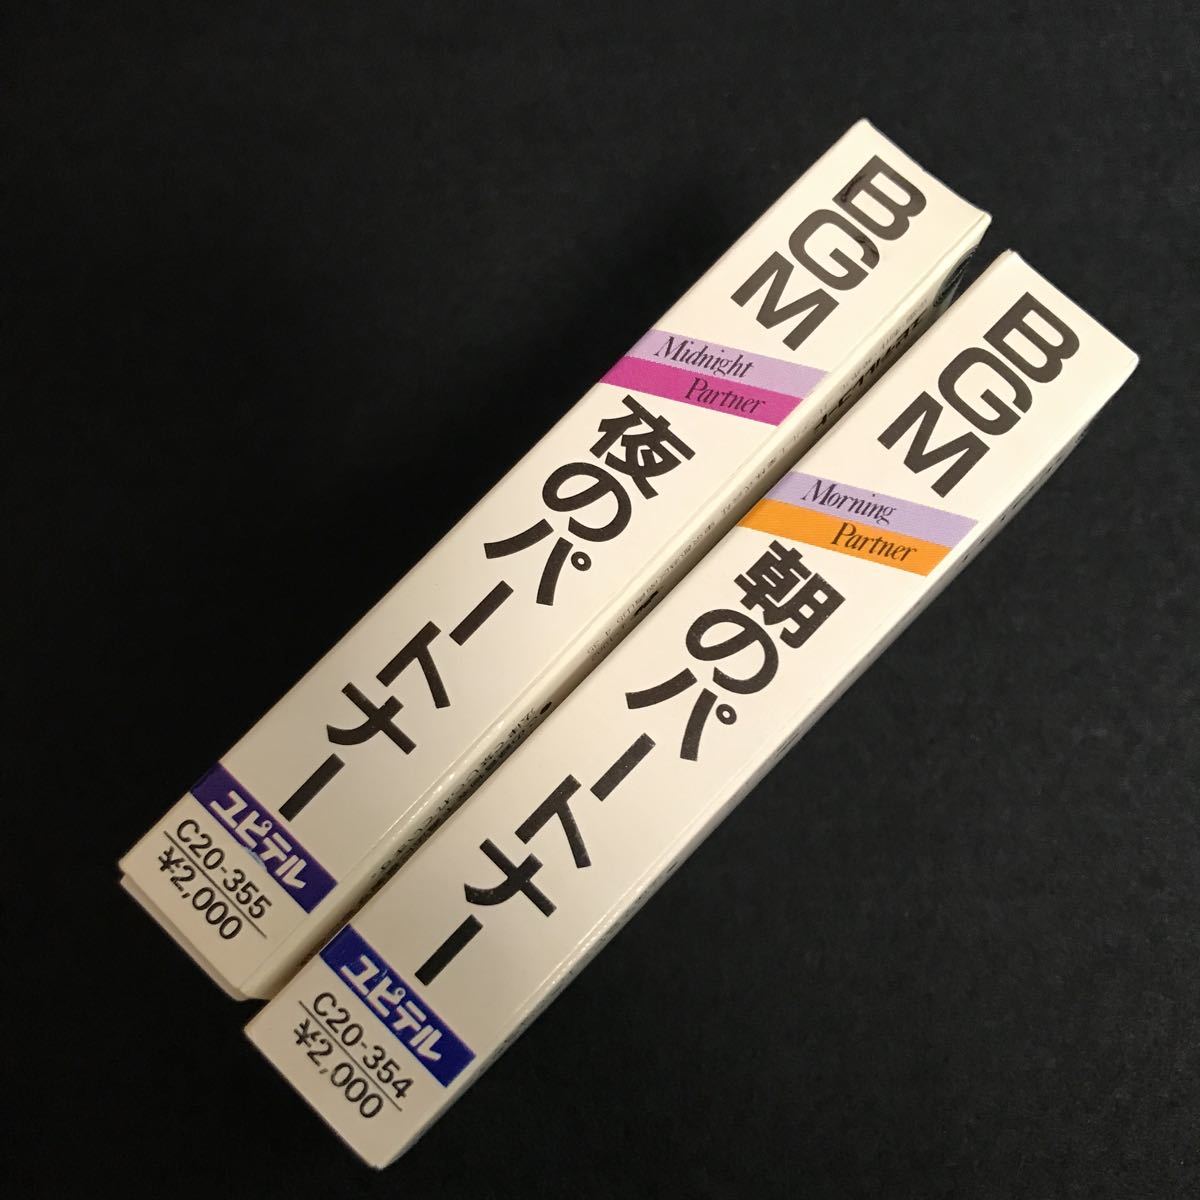 BGM
Midnight
Partner
夜のパートナー
ユピテル
C20-355
¥2,000
BGM
Morning
Partner
朝のパートナー
ユピテル
C20-354
¥2,000